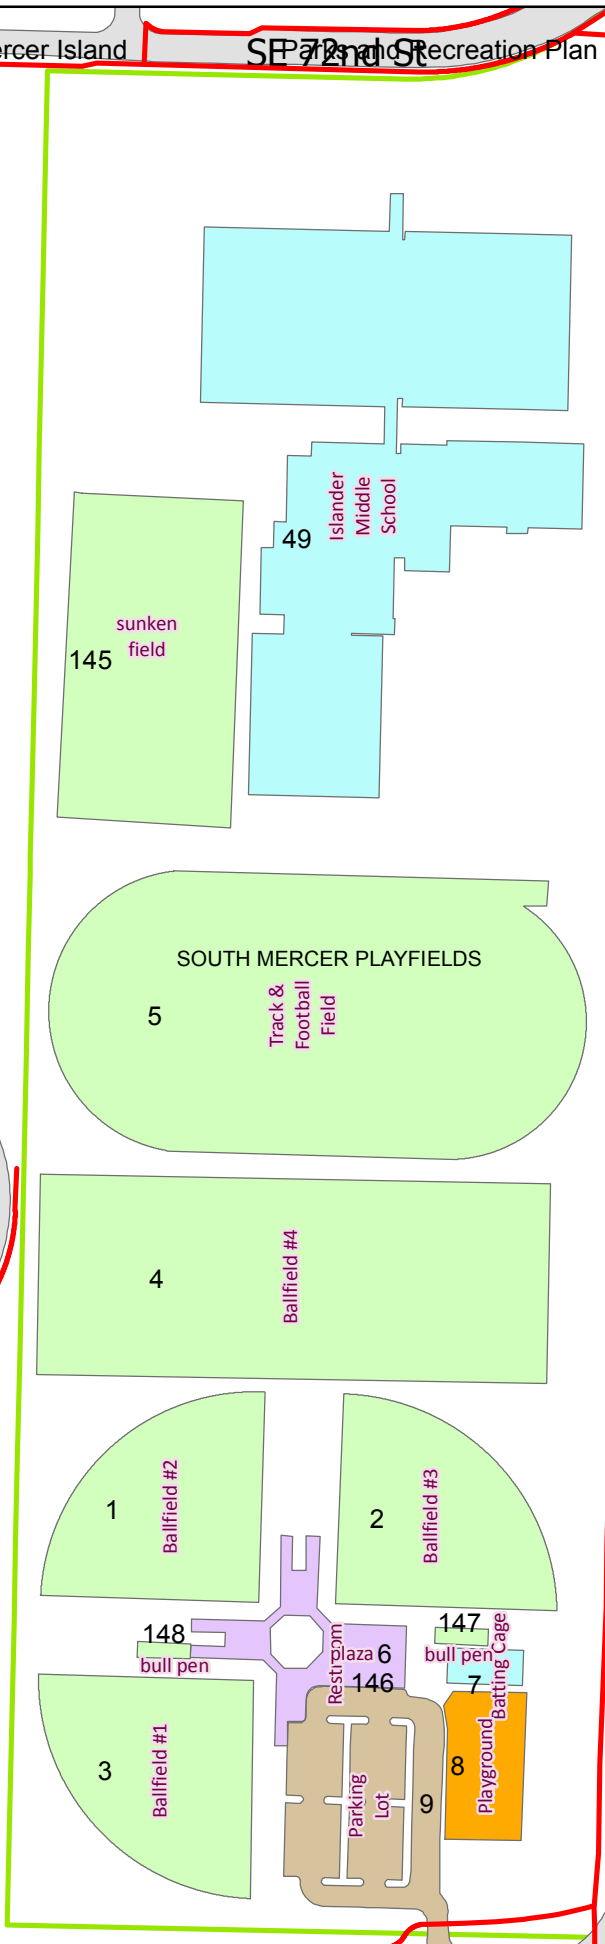 ercer Island
SE 72nd St
Parks and Recreation Plan
Islander
Middle
School
49
sunken
field
145
SOUTH MERCER PLAYFIELDS
Track &
Football
Field
5
4
Ballfield #4
1
Ballfield #2
2
Ballfield #3
148
bull pen
Restroom
plaza 6
146
147
bull pen
Batting Cage
7
3
Ballfield #1
Parking
Lot
9
8
Playground